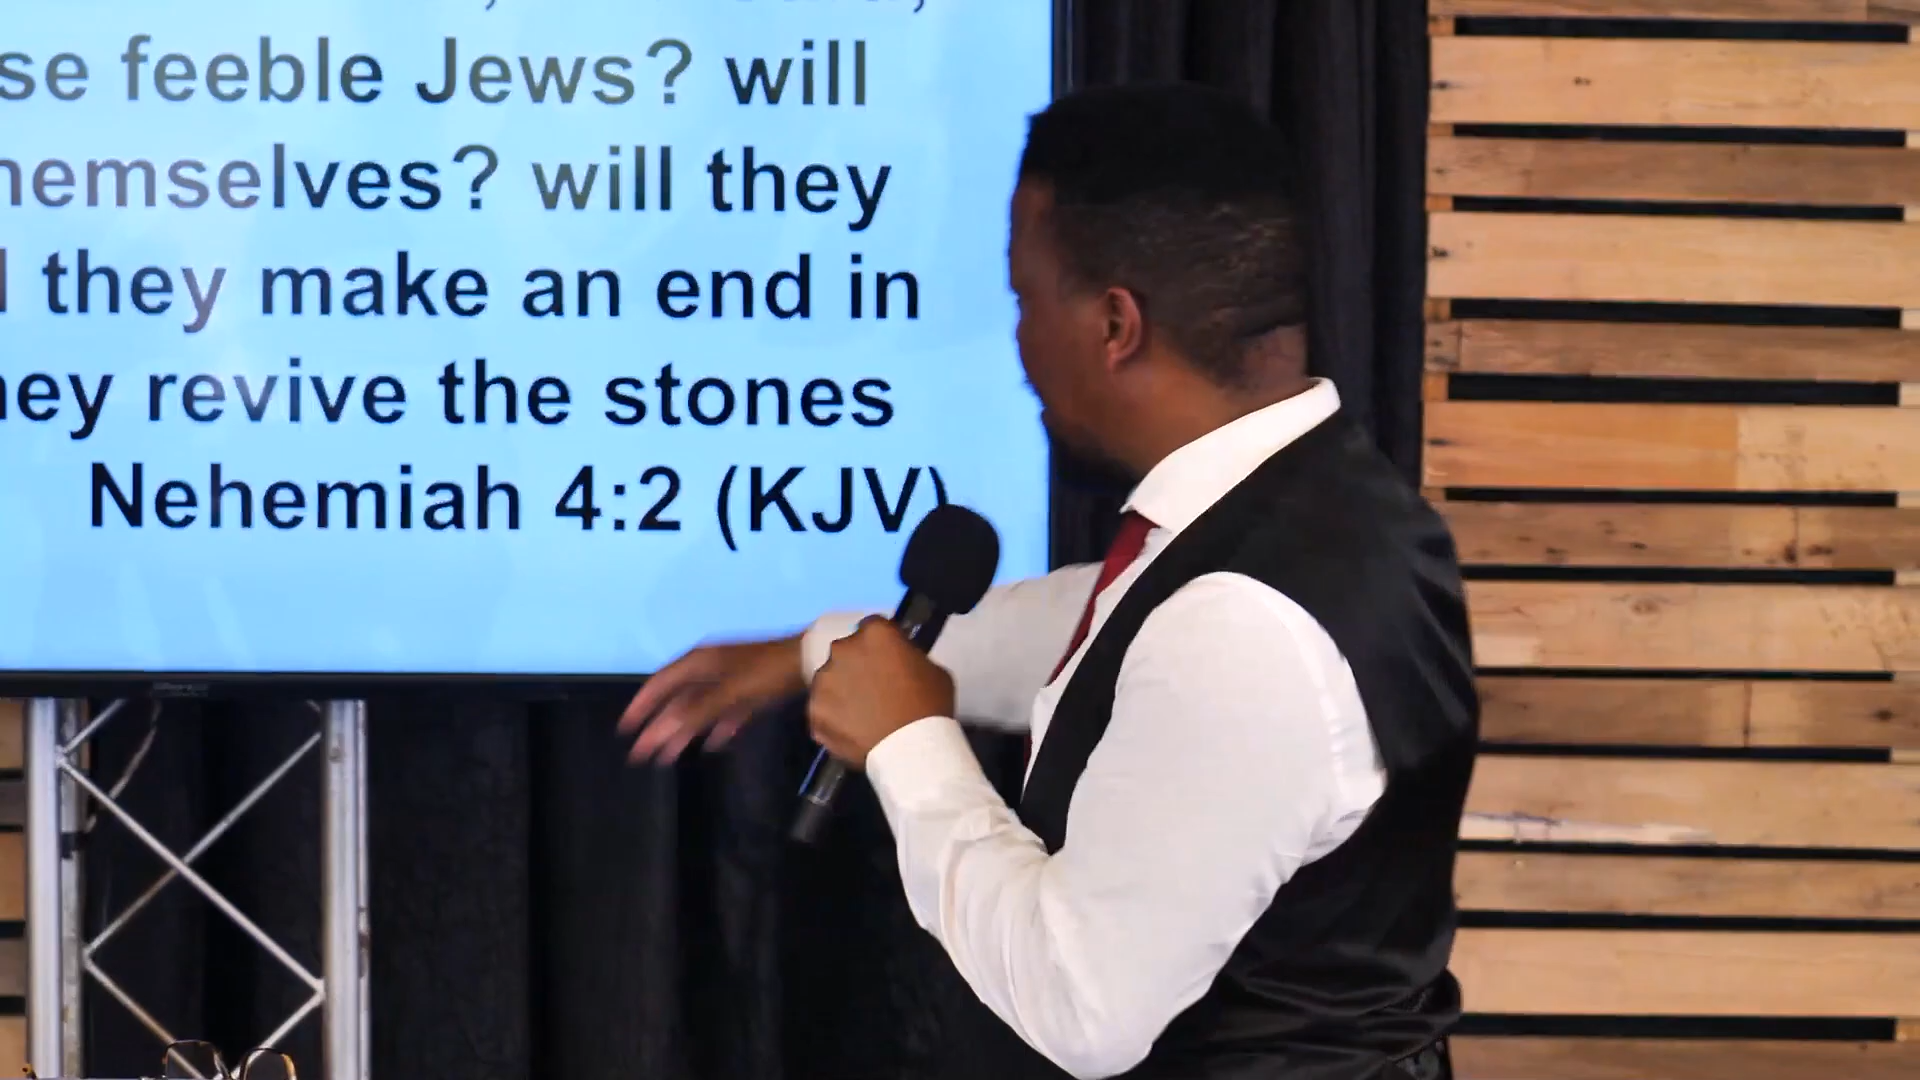 se feeble Jews? will
hemselves? will they
they make an end in
hey revive the stones
Nehemiah 4:2 (KJV)